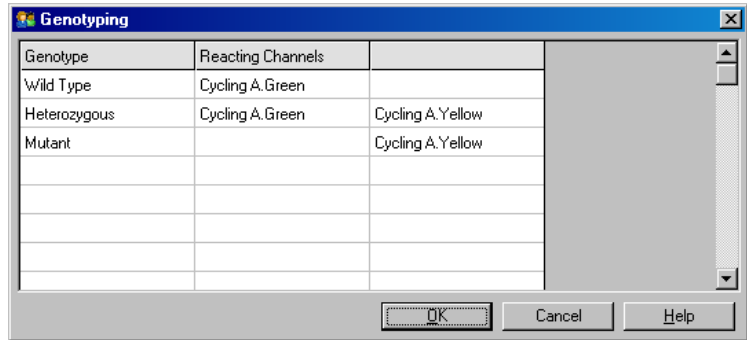 Genotyping
Genotype Reacting Channels
Wild Type Cycling A.Green
Heterozygous Cycling A.Green Cycling A.Yellow
Mutant Cycling A.Yellow
OK Cancel Help